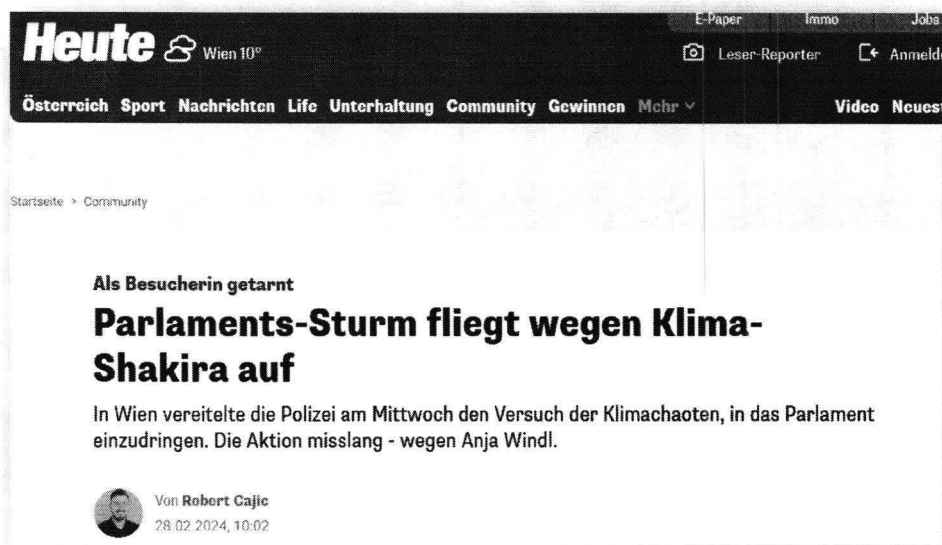 E-Paper Immo Jobs
Heute Wien 10° Leser-Reporter Anmelde
Österreich Sport Nachrichten Life Unterhaltung Community Gewinnen Mehr Video Neuest
Startseite > Community
Als Besucherin getarnt
Parlaments-Sturm fliegt wegen Klima-
Shakira auf
In Wien vereitelte die Polizei am Mittwoch den Versuch der Klimachaoten, in das Parlament
einzudringen. Die Aktion misslang - wegen Anja Windl.
Von Robert Cajic
28.02.2024, 10:02